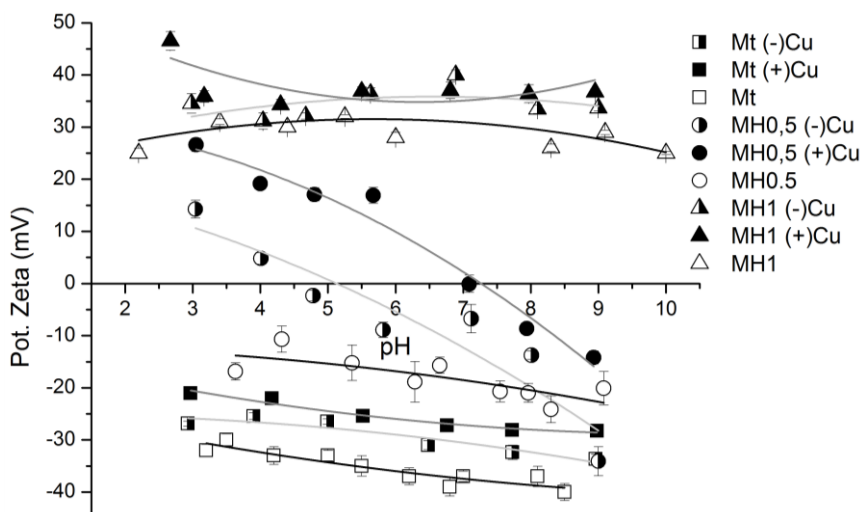 50
40
30
20
10
0
-10
-20
-30
-40
Pot. Zeta (mV)
2 3 4 5 6 7 8 9 10
pH
Mt (-)Cu
Mt (+)Cu
Mt
MH0,5 (-)Cu
MH0,5 (+)Cu
MH0.5
MH1 (-)Cu
MH1 (+)Cu
MH1